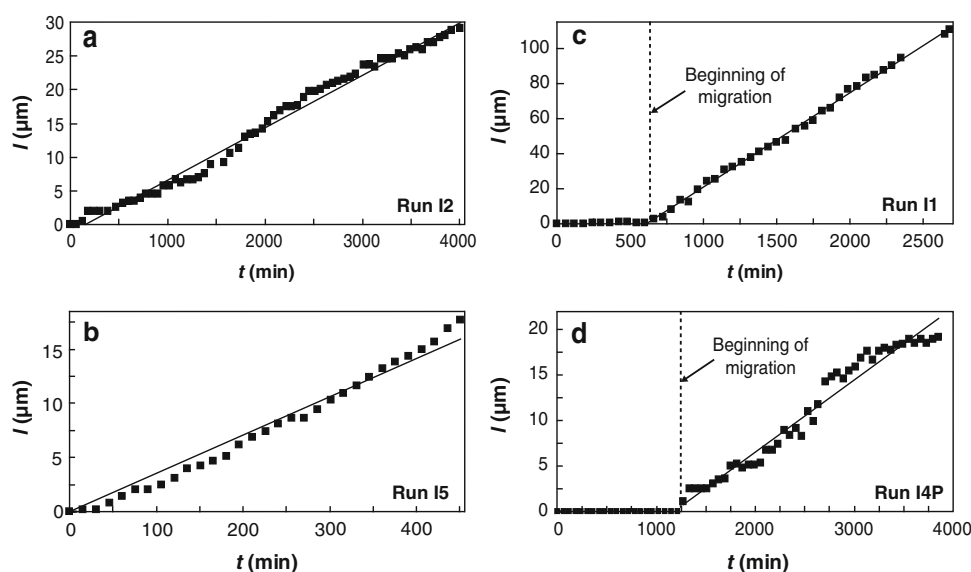 a
30
25
20
15
10
5
0
l (μm)
Run I2
0 1000 2000 3000 4000
t (min)
c
100
80
60
40
20
0
l (μm)
Beginning of
migration
Run I1
0 500 1000 1500 2000 2500
t (min)
b
15
10
5
0
l (μm)
Run I5
0 100 200 300 400
t (min)
d
20
15
10
5
0
l (μm)
Beginning of
migration
Run I4P
0 1000 2000 3000 4000
t (min)